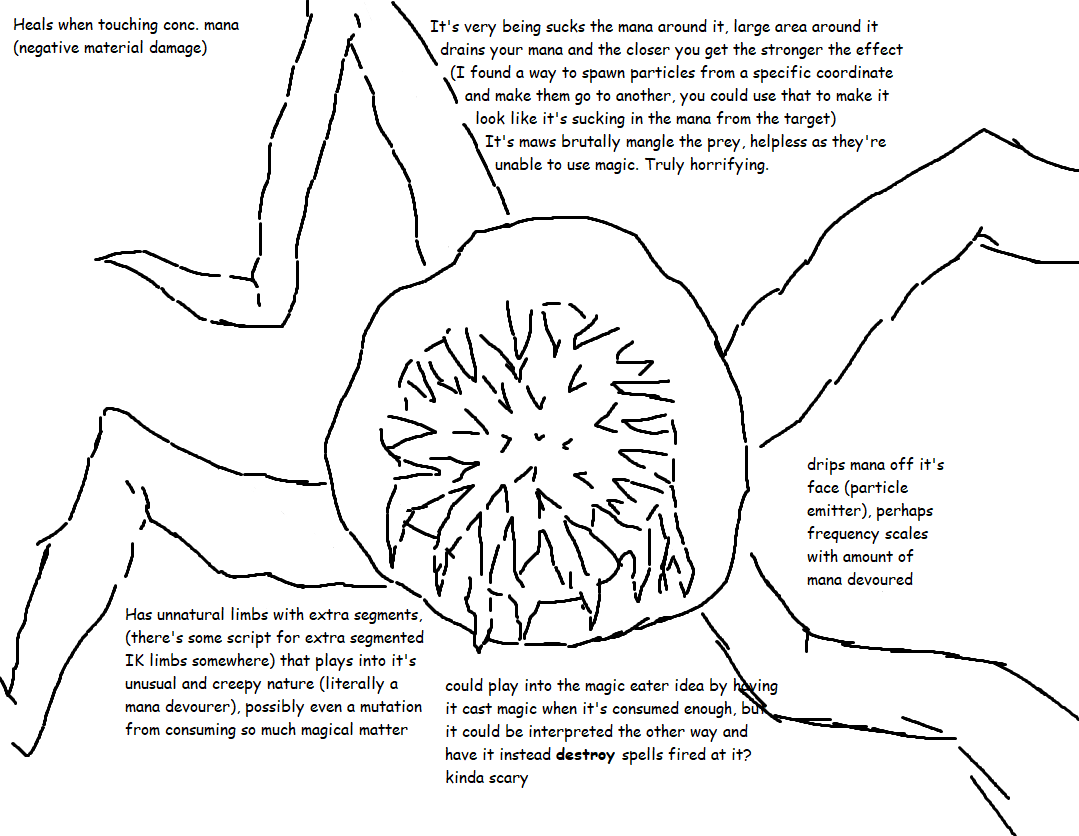 Heals when touching conc. mana
(negative material damage)
It's very being sucks the mana around it, large area around it
drains your mana and the closer you get the stronger the effect
(I found a way to spawn particles from a specific coordinate
and make them go to another, you could use that to make it
look like it's sucking in the mana from the target)
It's maws brutally mangle the prey, helpless as they're
unable to use magic. Truly horrifying.
drips mana off it's
face (particle
emitter), perhaps
frequency scales
with amount of
mana devoured
Has unnatural limbs with extra segments,
(there's some script for extra segmented
IK limbs somewhere) that plays into it's
unusual and creepy nature (literally a
mana devourer), possibly even a mutation
from consuming so much magical matter
could play into the magic eater idea by having
it cast magic when it's consumed enough, but
it could be interpreted the other way and
have it instead destroy spells fired at it?
kinda scary